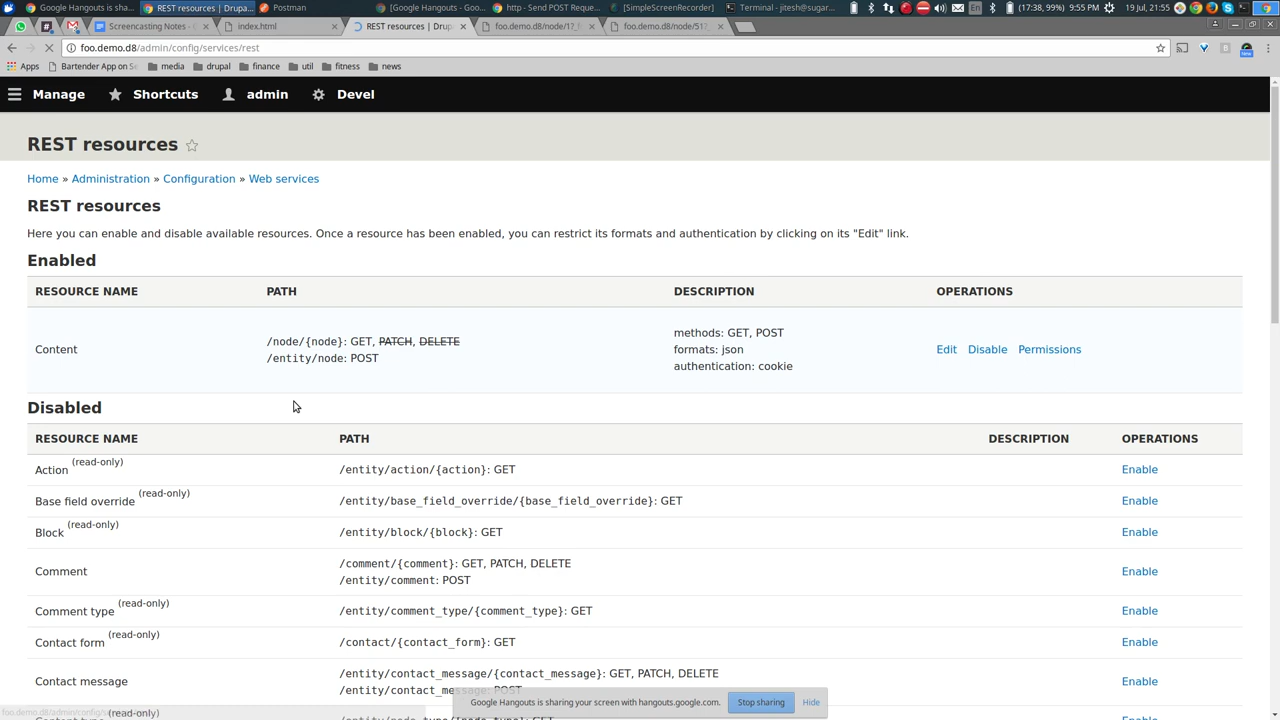 Google Hangouts is sha...
REST resources | Drupa...
Postman
[Google Hangouts - Goo...
http - Send POST Reque...
[SimpleScreenRecorder]
Terminal - jitesh@sugar...
En
(17:38, 99%)
9:55 PM
19 Jul, 21:55
Screencasting Notes - G
index.html
REST resources | Drup
foo.demo.d8/node/1?_f
foo.demo.d8/node/51?_
foo.demo.d8/admin/config/services/rest
Apps
Bartender App on Se
media
drupal
finance
util
fitness
news
Manage
Shortcuts
admin
Devel
REST resources
Home » Administration » Configuration » Web services
REST resources
Here you can enable and disable available resources. Once a resource has been enabled, you can restrict its formats and authentication by clicking on its "Edit" link.
Enabled
RESOURCE NAME PATH DESCRIPTION OPERATIONS
Content
/node/{node}: GET, PATCH, DELETE
/entity/node: POST
methods: GET, POST
formats: json
authentication: cookie
Edit Disable Permissions
Disabled
RESOURCE NAME PATH DESCRIPTION OPERATIONS
Action (read-only) /entity/action/{action}: GET Enable
Base field override (read-only) /entity/base_field_override/{base_field_override}: GET Enable
Block (read-only) /entity/block/{block}: GET Enable
Comment
/comment/{comment}: GET, PATCH, DELETE
/entity/comment: POST
Enable
Comment type (read-only) /entity/comment_type/{comment_type}: GET Enable
Contact form (read-only) /contact/{contact_form}: GET Enable
Contact message
/entity/contact_message/{contact_message}: GET, PATCH, DELETE
/entity/contact_message: POST
Enable
Google Hangouts is sharing your screen with hangouts.google.com.
Stop sharing
Hide
(read-only)